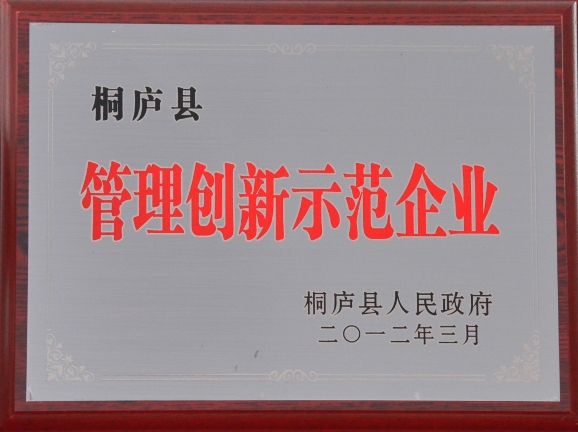 桐庐县
管理创新示范企业
桐庐县人民政府
二〇一二年三月